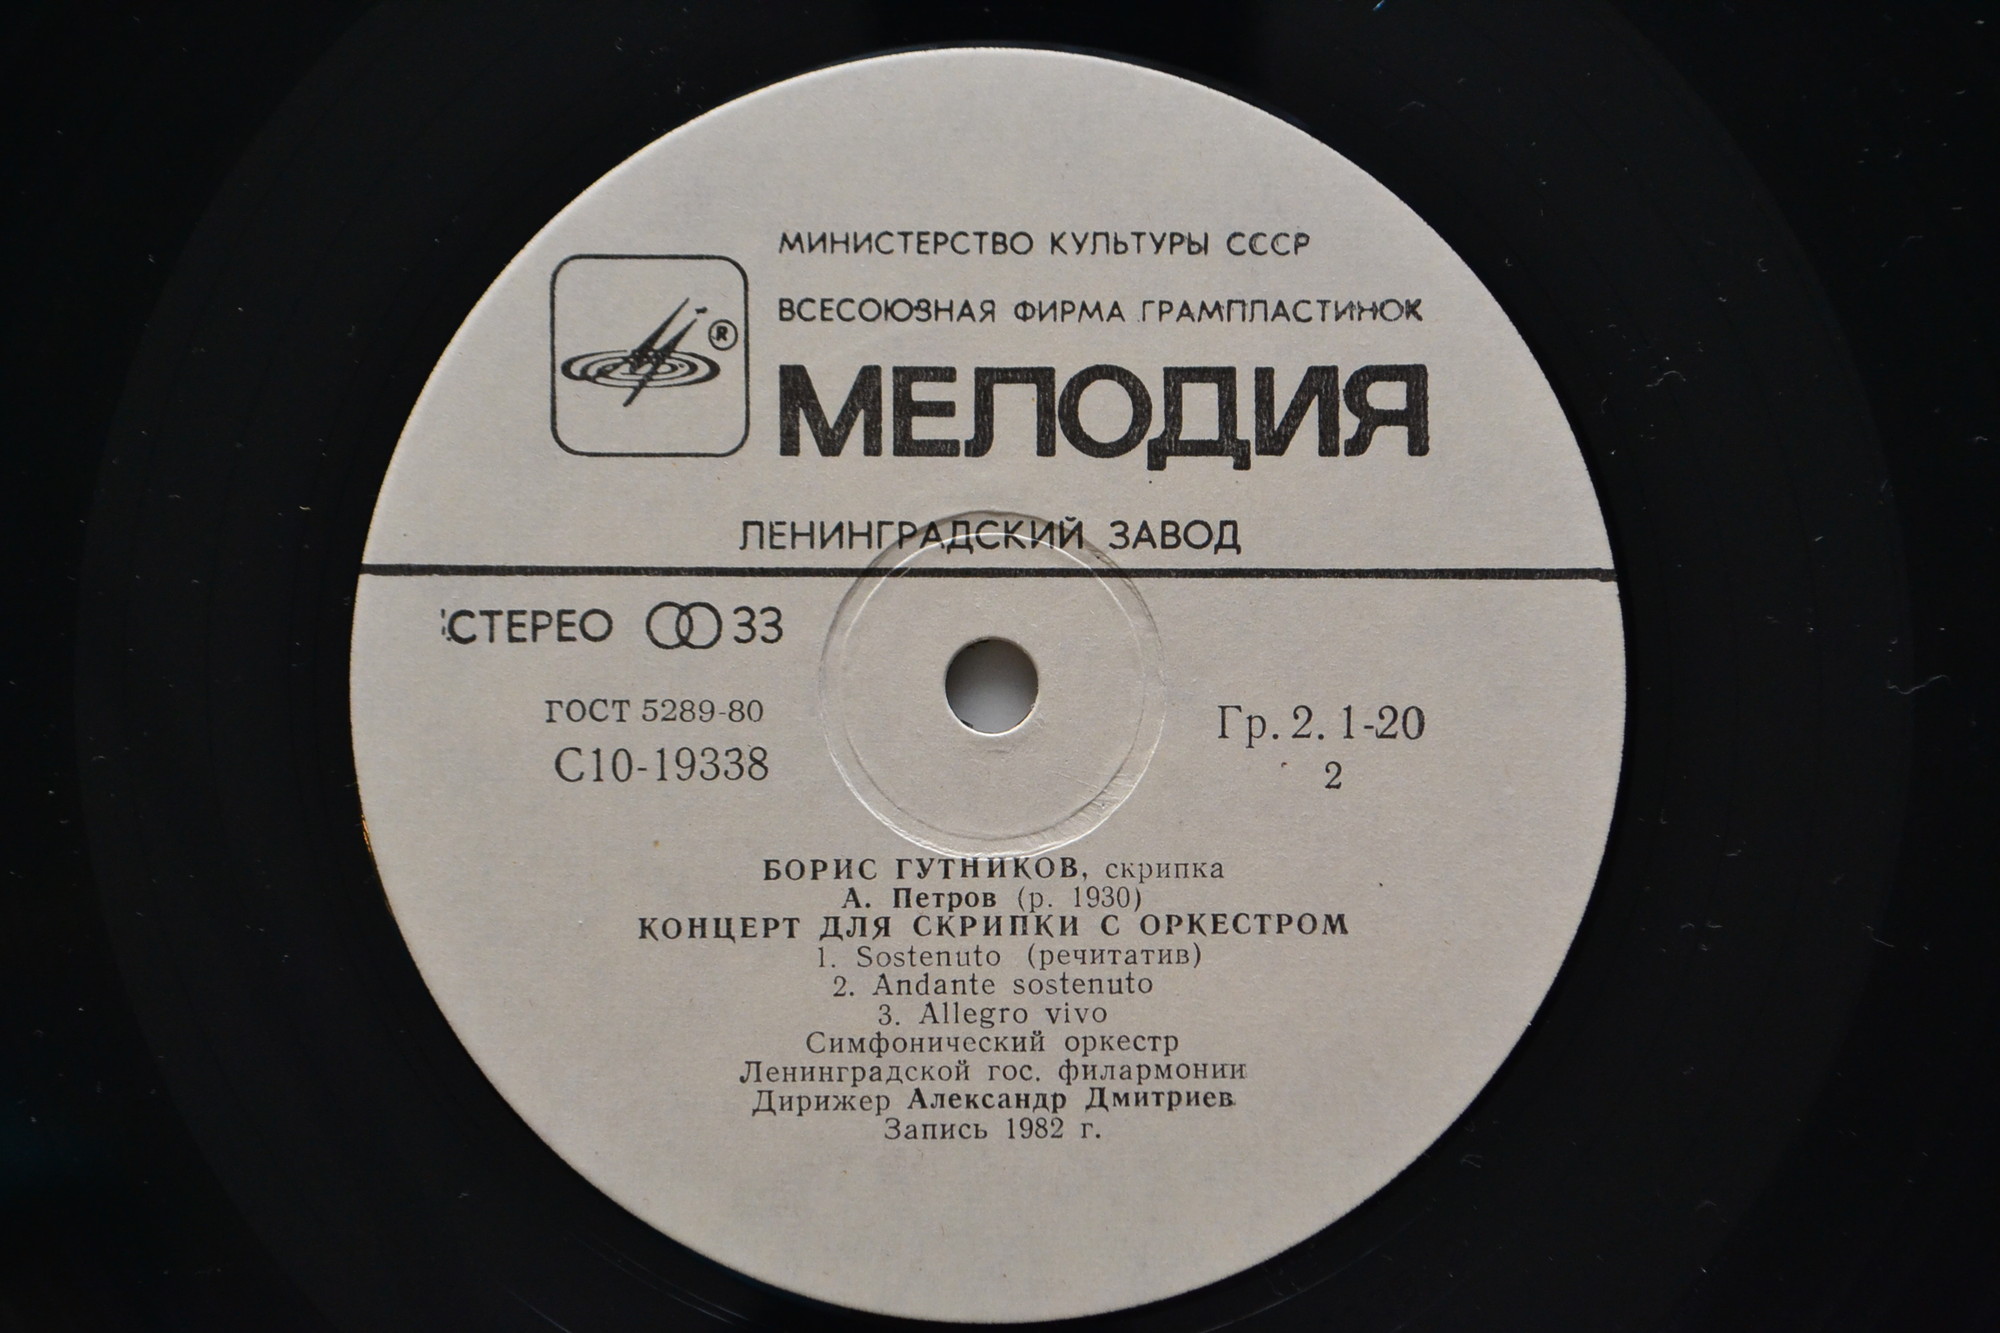 МИНИСТЕРСТВО КУЛЬТУРЫ СССР
ВСЕСОЮЗНАЯ ФИРМА ГРАМПЛАСТИНОК
®
МЕЛОДИЯ
ЛЕНИНГРАДСКИЙ ЗАВОД
СТЕРЕО 33
ГОСТ 5289-80
С10-19338
Гр. 2. 1-20
2
БОРИС ГУТНИКОВ, скрипка
А. Петров (р. 1930)
КОНЦЕРТ ДЛЯ СКРИПКИ С ОРКЕСТРОМ
1. Sostenuto (речитатив)
2. Andante sostenuto
3. Allegro vivo
Симфонический оркестр
Ленинградской гос. филармонии
Дирижер Александр Дмитриев
Запись 1982 г.